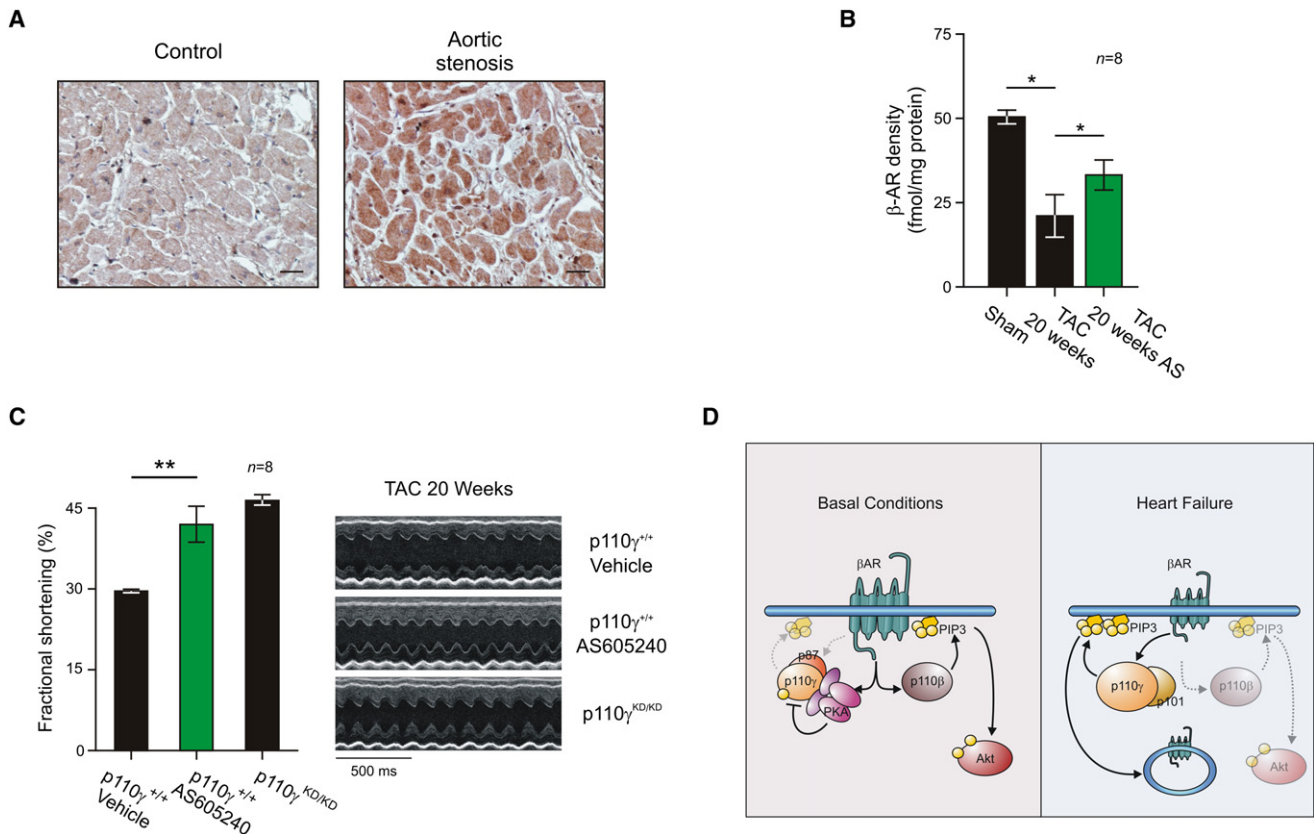 A
Control
Aortic
stenosis
B
β-AR density
(fmol/mg protein)
75
50
25
0
n=8
*
*
Sham
TAC
20 weeks
TAC
20 weeks AS
C
Fractional shortening (%)
45
30
15
0
**
n=8
p110γ+/+
Vehicle
p110γ+/+
AS605240
p110γKD/KD
TAC 20 Weeks
p110γ+/+
Vehicle
p110γ+/+
AS605240
p110γKD/KD
500 ms
D
Basal Conditions
βAR
PIP3
p87
p110γ
PKA
p110β
Akt
Heart Failure
βAR
PIP3
PIP3
p110γ
p101
p110β
Akt